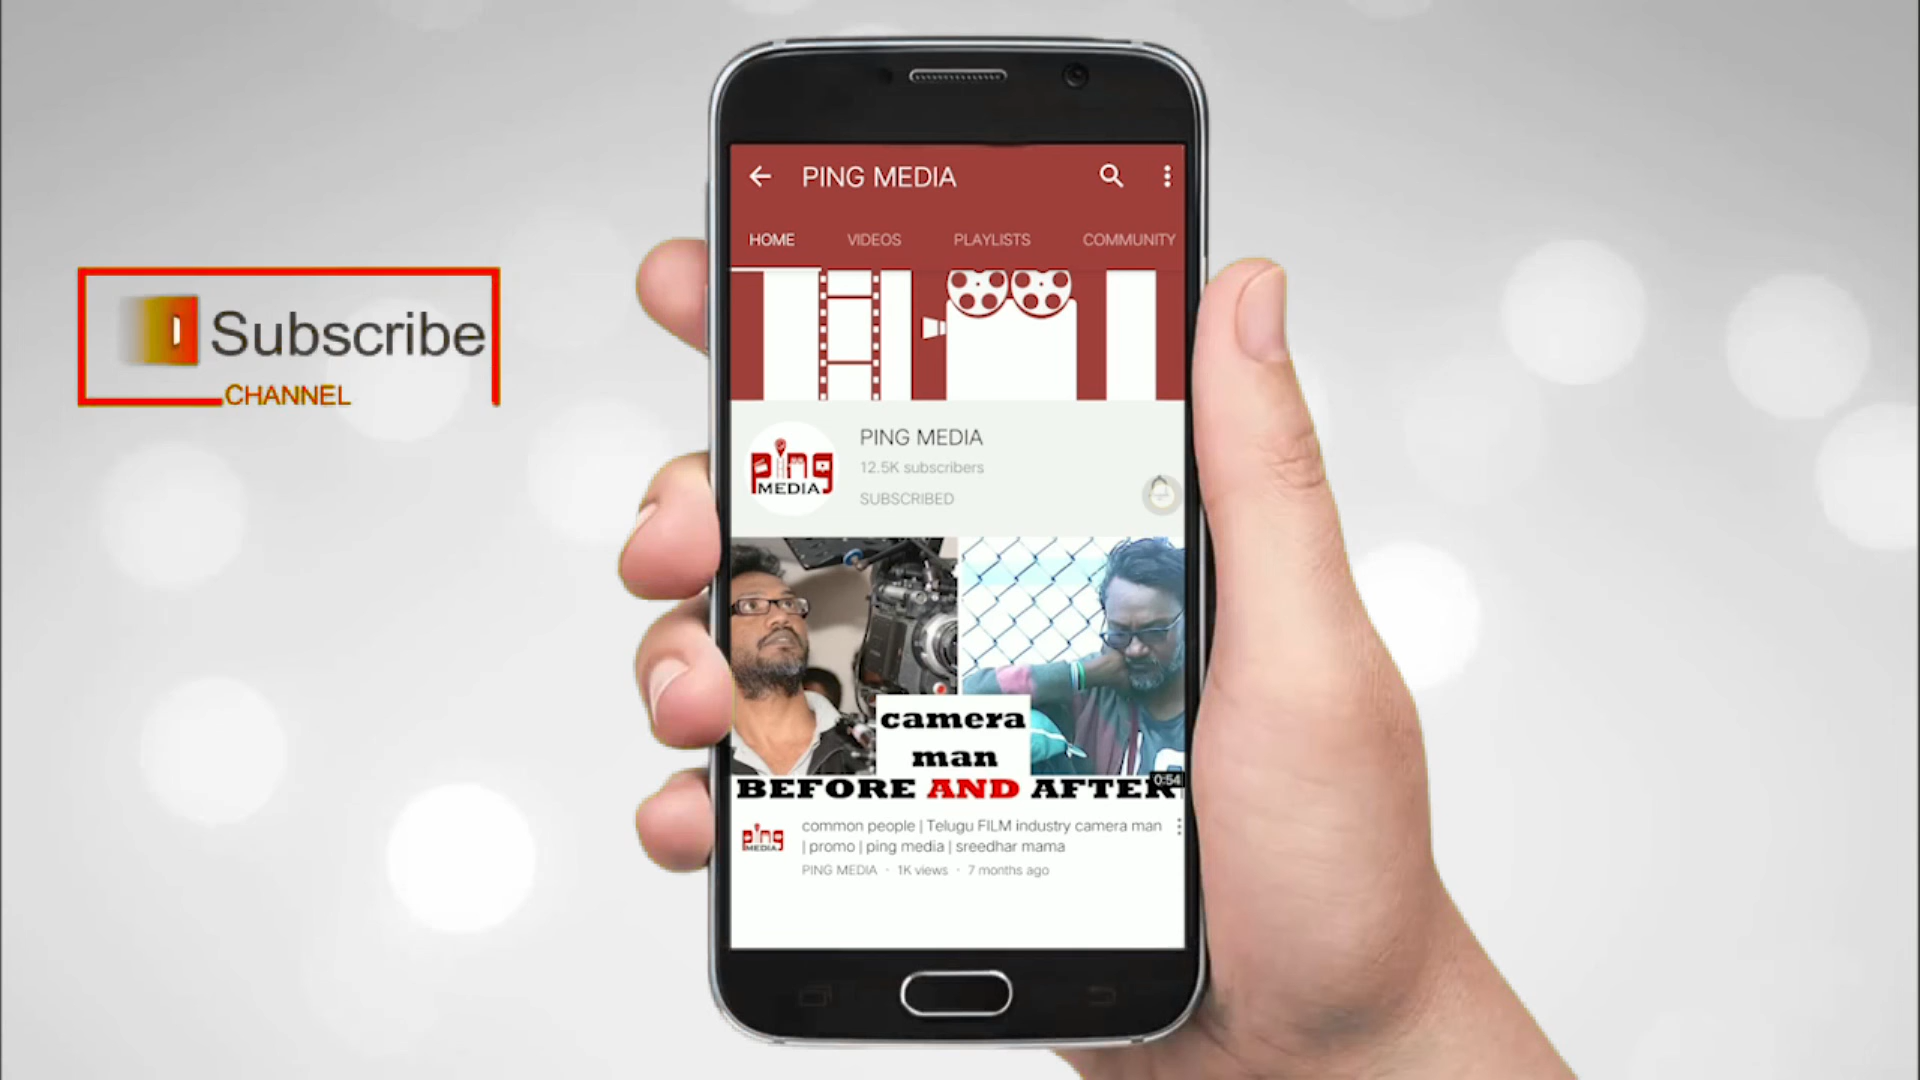 PING MEDIA
HOME VIDEOS PLAYLISTS COMMUNITY
Subscribe
CHANNEL
PING MEDIA
12.5K subscribers
SUBSCRIBED
ping
MEDIA
camera
man
BEFORE AND AFTER
0:54
ping
MEDIA
common people | Telugu FILM industry camera man
| promo | ping media | sreedhar mama
PING MEDIA · 1K views · 7 months ago